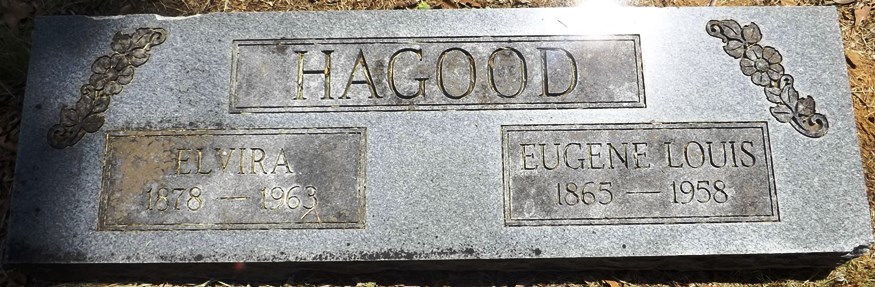 HAGOOD
ELVIRA
1878 — 1963
EUGENE LOUIS
1865 — 1958